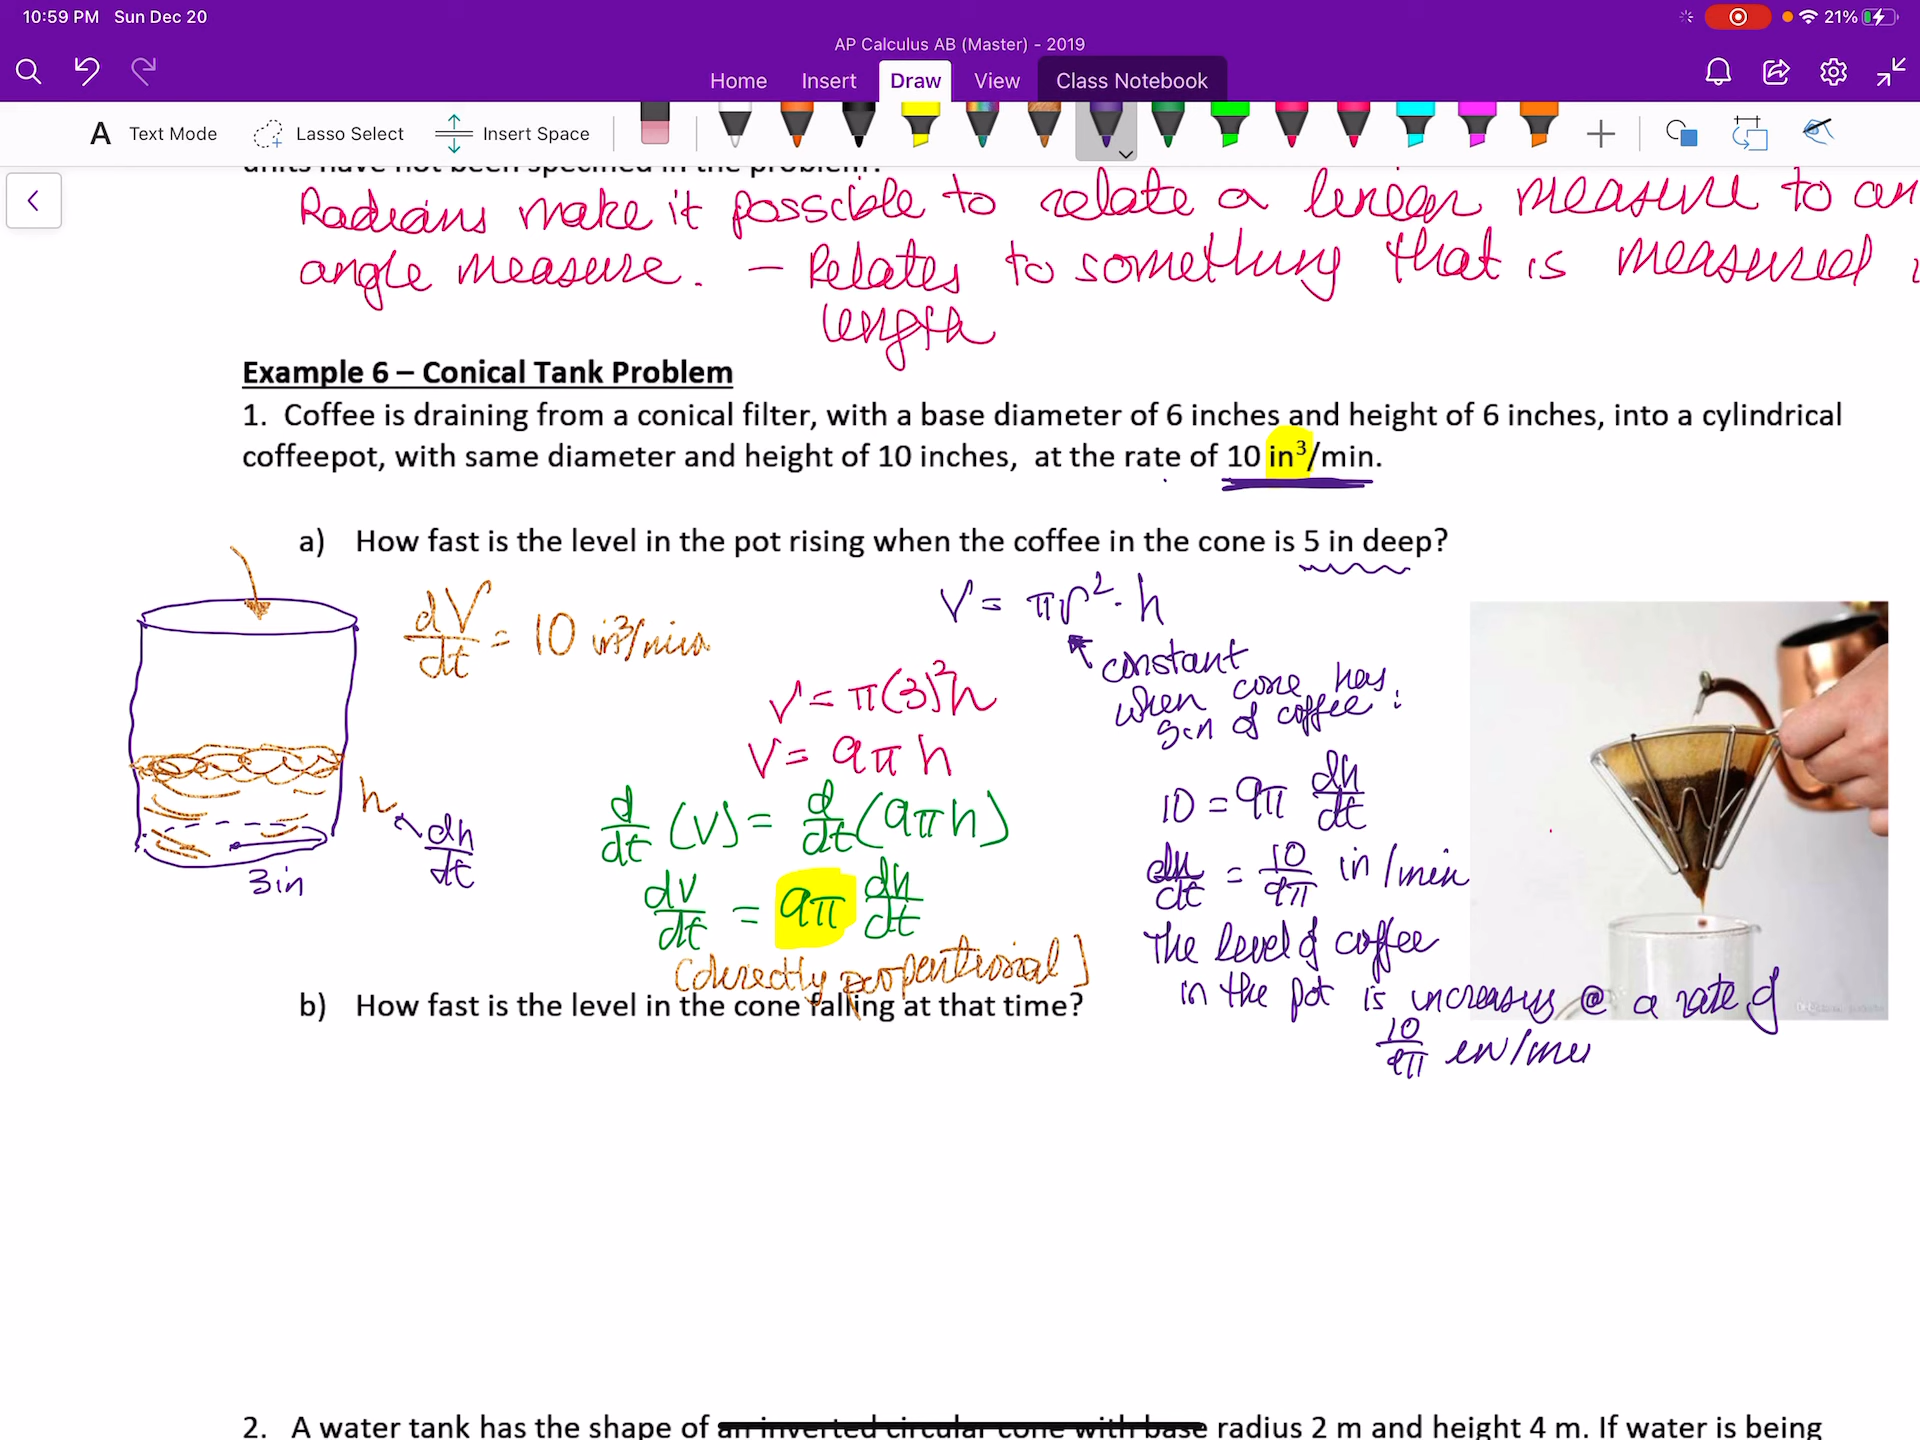 10:59 PM Sun Dec 20
21%
AP Calculus AB (Master) - 2019
Home Insert Draw View Class Notebook
A Text Mode Lasso Select Insert Space
units have not been specified in the problem?
Radians make it possible to relate a linear measure to an
angle measure. — Relates to something that is measured
length
Example 6 – Conical Tank Problem
1. Coffee is draining from a conical filter, with a base diameter of 6 inches and height of 6 inches, into a cylindrical
coffeepot, with same diameter and height of 10 inches, at the rate of 10 in³/min.
a) How fast is the level in the pot rising when the coffee in the cone is 5 in deep?
dV/dt = 10 in³/min
V = πr²·h
constant
when cone has
5in of coffee
V = π(3)²h
V = 9πh
d/dt (V) = d/dt (9πh)
dv/dt = 9π dh/dt
(directly proportional)
h
dh/dt
3in
10 = 9π dh/dt
dh/dt = 10/9π in/min
The level of coffee
in the pot is increasing @ a rate of
10/9π in/min
b) How fast is the level in the cone falling at that time?
2. A water tank has the shape of an inverted circular cone with base radius 2 m and height 4 m. If water is being